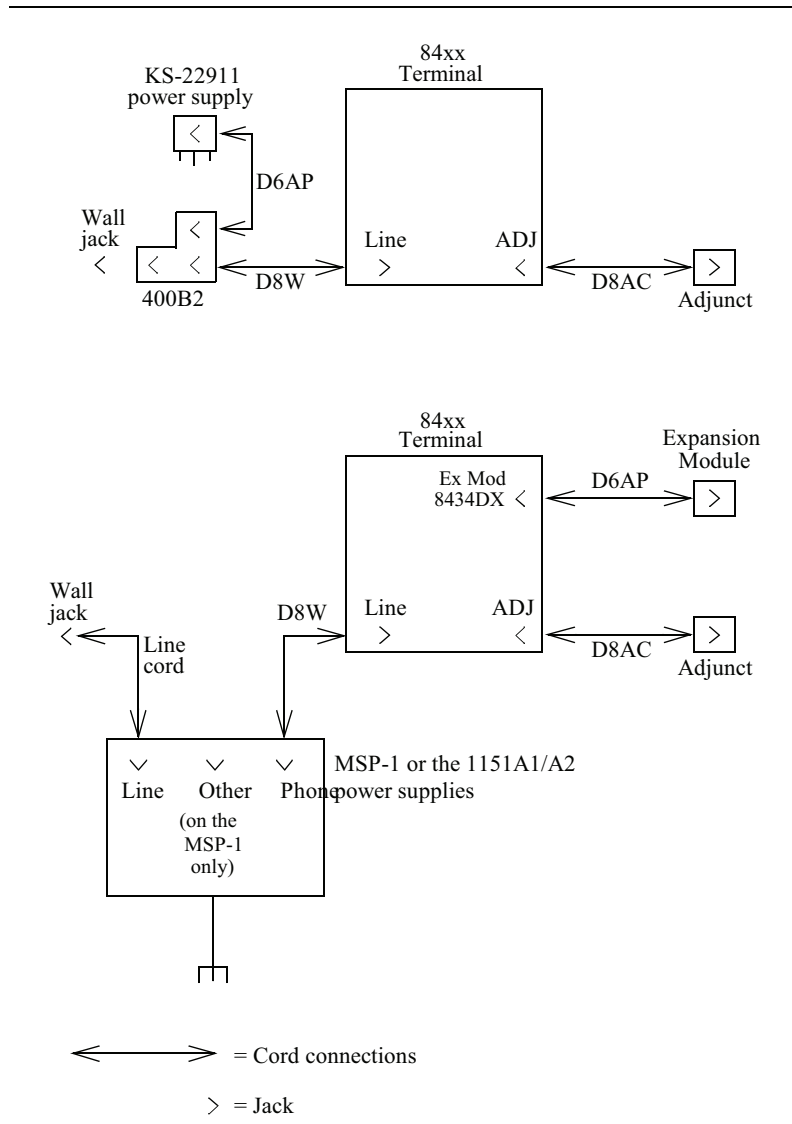 84xx
Terminal
KS-22911
power supply
D6AP
Wall
jack
Line
ADJ
D8W
D8AC
400B2
Adjunct
84xx
Terminal
Expansion
Module
Ex Mod
8434DX
D6AP
Wall
jack
D8W
Line
ADJ
Line
cord
D8AC
Adjunct
MSP-1 or the 1151A1/A2
power supplies
Line
Other
Phone
(on the
MSP-1
only)
= Cord connections
= Jack